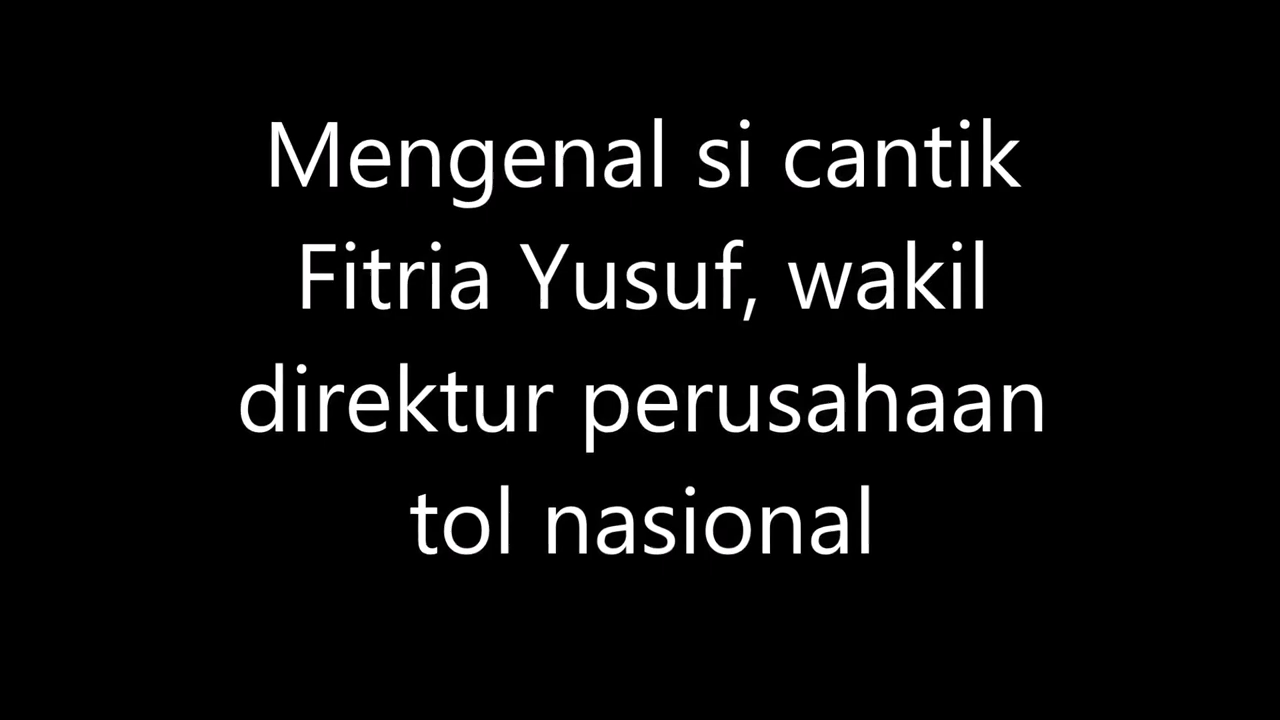 Mengenal si cantik
Fitria Yusuf, wakil
direktur perusahaan
tol nasional